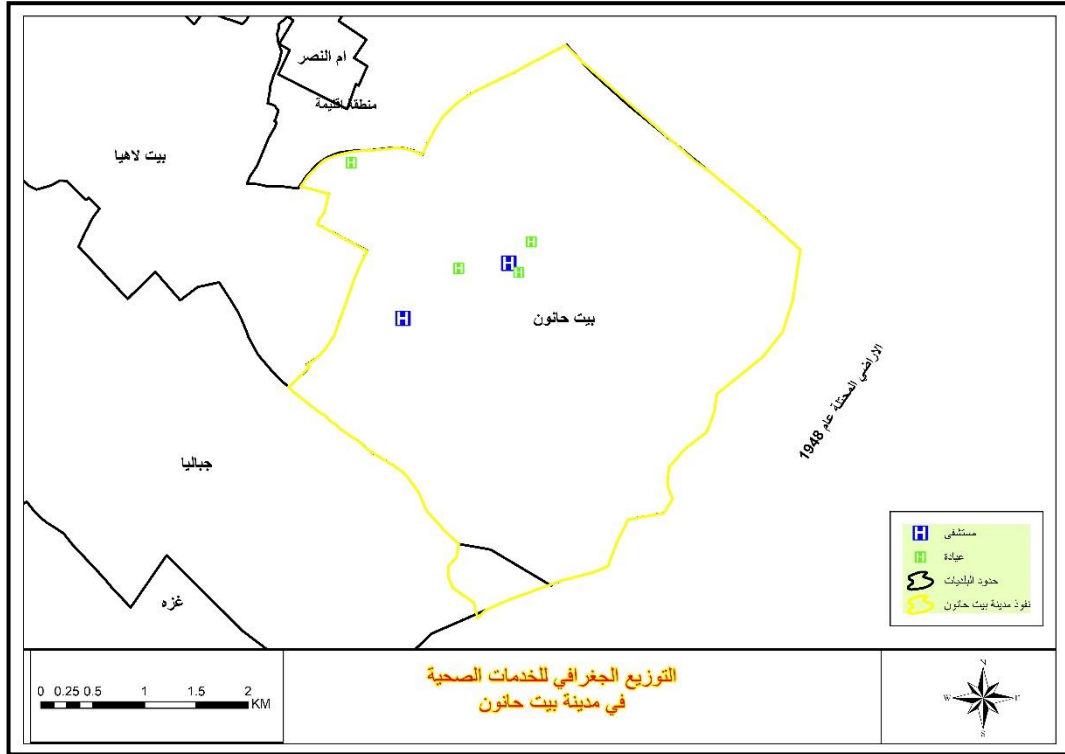 ام النصر
منطقة اقليمة
بيت لاهيا
H
H
H
H
H
H
بيت حانون
الاراضي المحتلة عام 1948
جباليا
غزه
H مستشفى
H عيادة
حدود البلديات
نفوذ مدينة بيت حانون
التوزيع الجغرافي للخدمات الصحية
في مدينة بيت حانون
0 0.25 0.5 1 1.5 2
KM
N
W
E
S